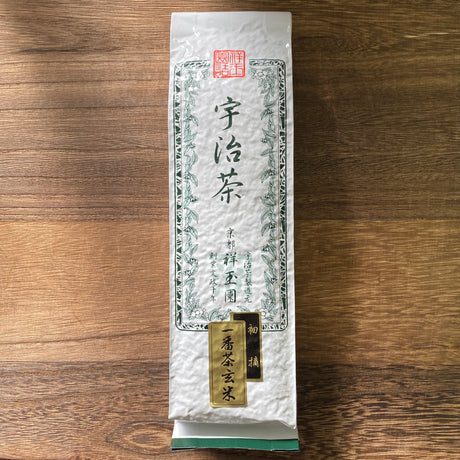 宇治茶
京都 祥玉園
初摘
一番茶玄米